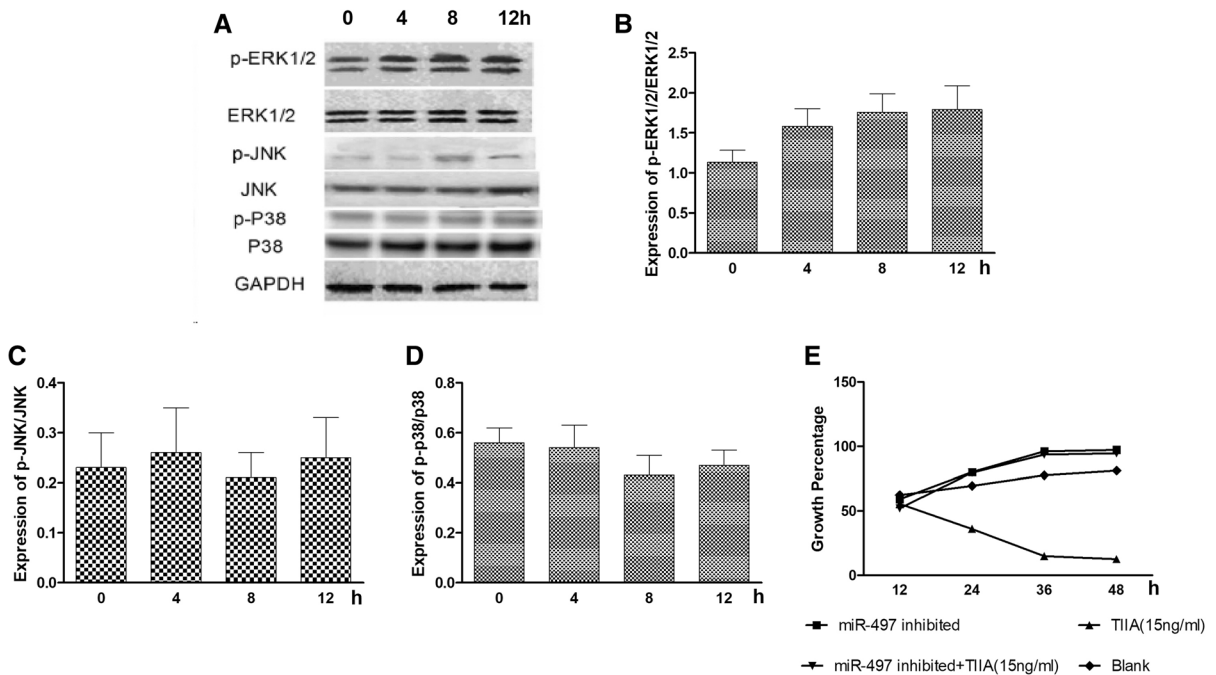 A
0 4 8 12h
p-ERK1/2
ERK1/2
p-JNK
JNK
p-P38
P38
GAPDH
B
Expression of p-ERK1/2/ERK1/2
2.5
2.0
1.5
1.0
0.5
0.0
0 4 8 12 h
C
Expression of p-JNK/JNK
0.4
0.3
0.2
0.1
0.0
0 4 8 12 h
D
Expression of p-p38/p38
0.8
0.6
0.4
0.2
0.0
0 4 8 12 h
E
Growth Percentage
150
100
50
0
12 24 36 48 h
miR-497 inhibited TIIA(15ng/ml)
miR-497 inhibited+TIIA(15ng/ml) Blank